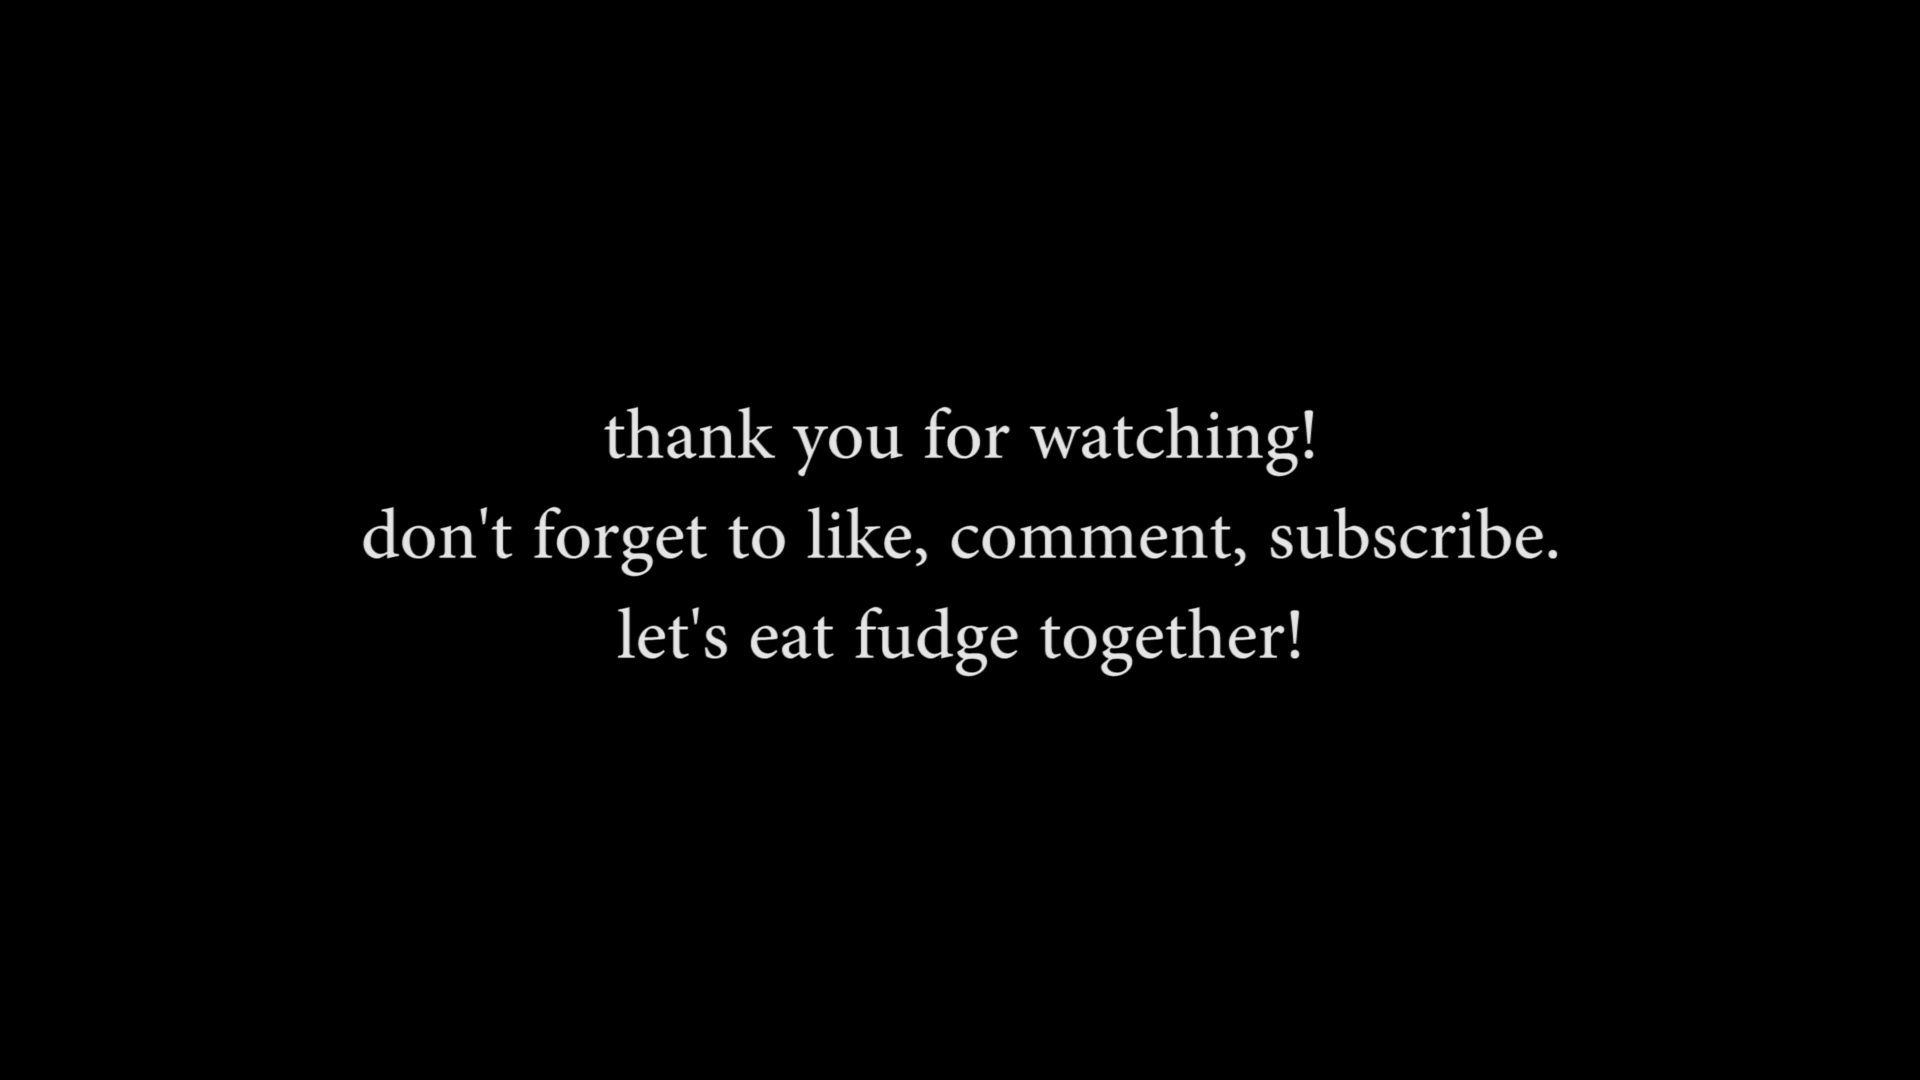 thank you for watching!
don't forget to like, comment, subscribe.
let's eat fudge together!